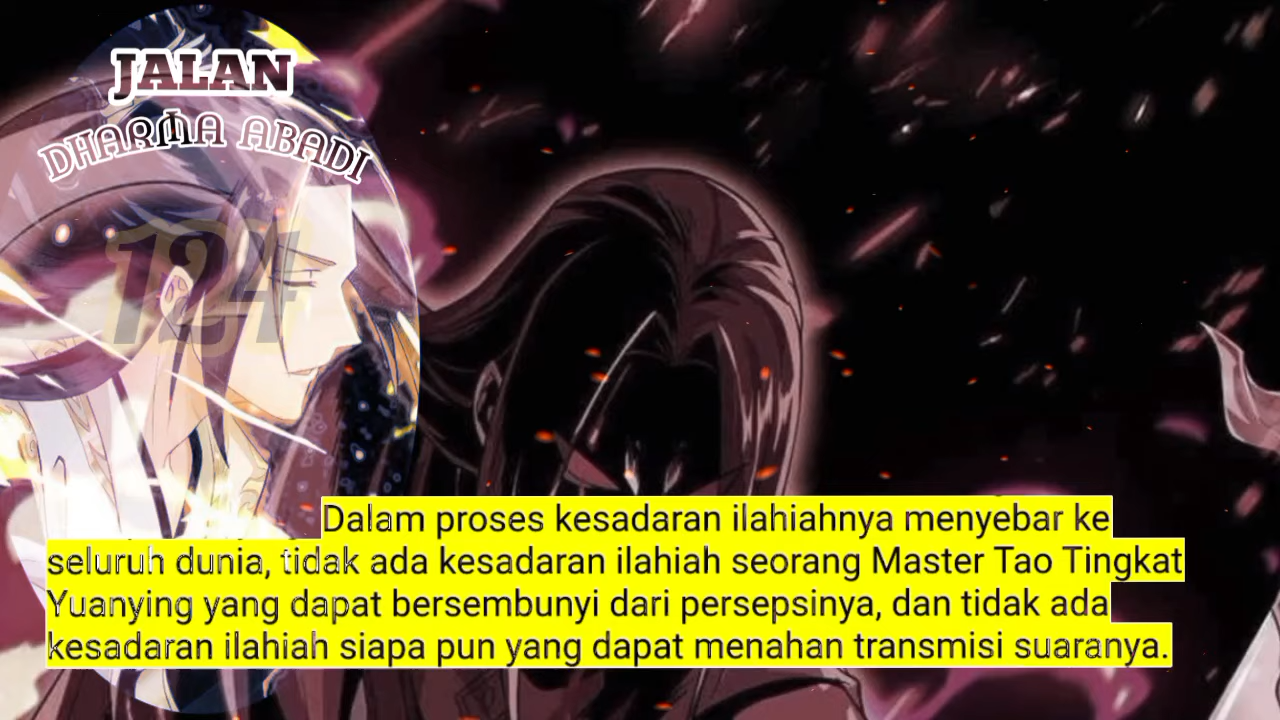 JALAN
DHARMA ABADI
124
Dalam proses kesadaran ilahiahnya menyebar ke
seluruh dunia, tidak ada kesadaran ilahiah seorang Master Tao Tingkat
Yuanying yang dapat bersembunyi dari persepsinya, dan tidak ada
kesadaran ilahiah siapa pun yang dapat menahan transmisi suaranya.